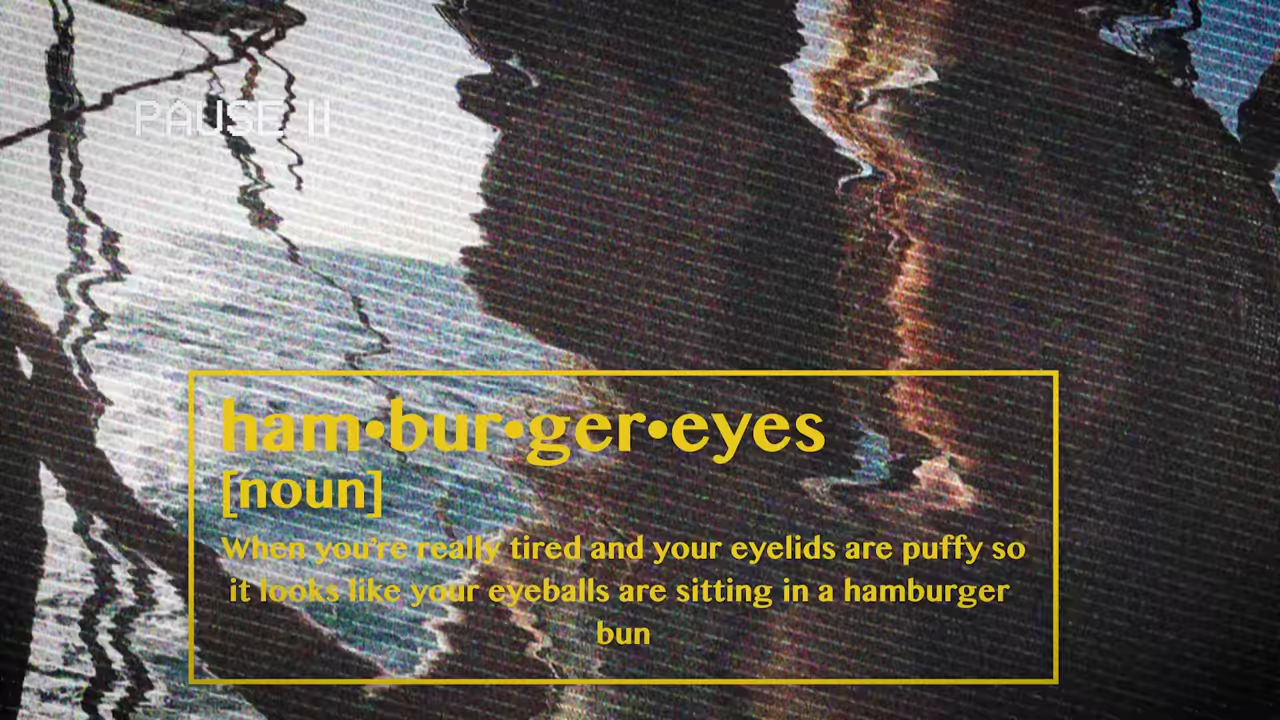 PAUSE II
ham•bur•ger•eyes
[noun]
When you're really tired and your eyelids are puffy so
it looks like your eyeballs are sitting in a hamburger
bun